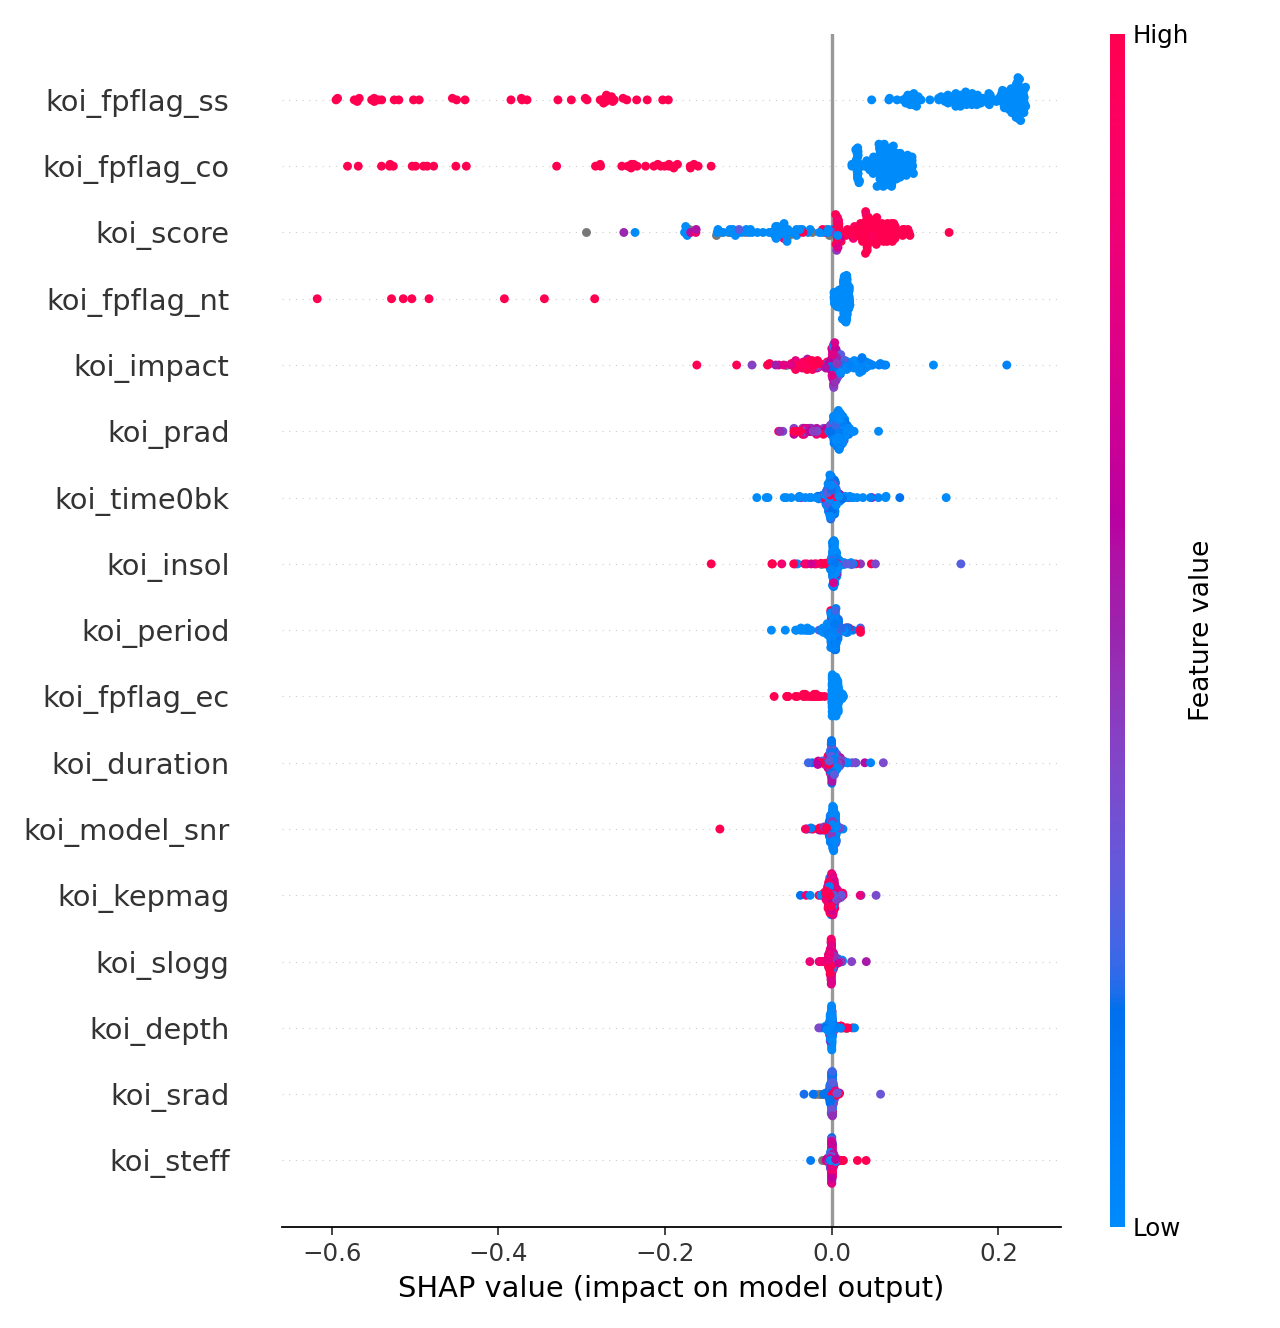 High
koi_fpflag_ss
koi_fpflag_co
koi_score
koi_fpflag_nt
koi_impact
koi_prad
koi_time0bk
koi_insol
koi_period
koi_fpflag_ec
koi_duration
koi_model_snr
koi_kepmag
koi_slogg
koi_depth
koi_srad
koi_steff
Feature value
Low
−0.6 −0.4 −0.2 0.0 0.2
SHAP value (impact on model output)